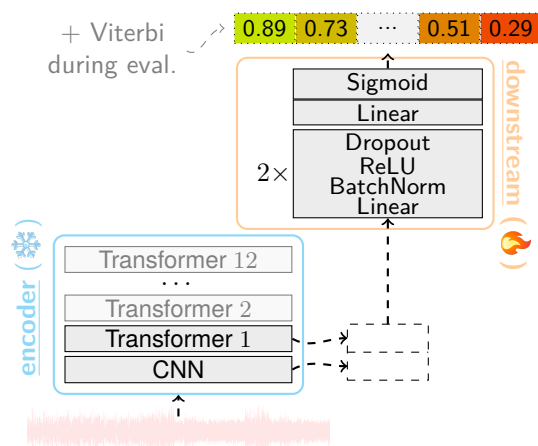 + Viterbi
during eval.
0.89 0.73 ... 0.51 0.29
Sigmoid
Linear
2×
Dropout
ReLU
BatchNorm
Linear
downstream ( )
encoder ( )
Transformer 12
...
Transformer 2
Transformer 1
CNN